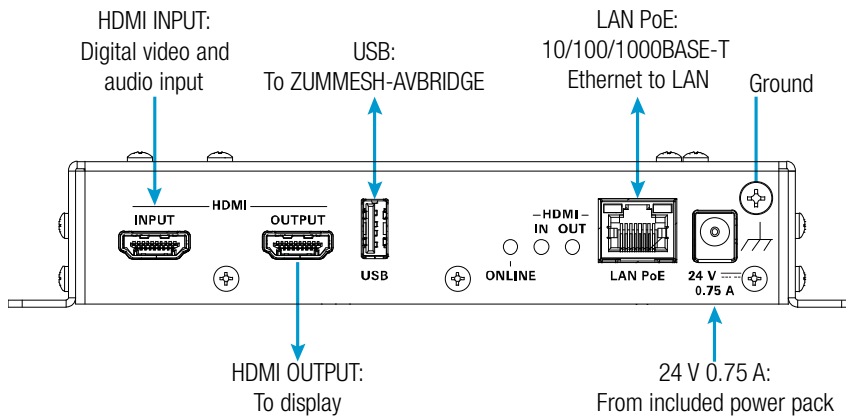 HDMI INPUT:
Digital video and
audio input
USB:
To ZUMMESH-AVBRIDGE
LAN PoE:
10/100/1000BASE-T
Ethernet to LAN
Ground
HDMI
INPUT
OUTPUT
USB
ONLINE
HDMI
IN OUT
LAN PoE
24 V
0.75 A
HDMI OUTPUT:
To display
24 V 0.75 A:
From included power pack